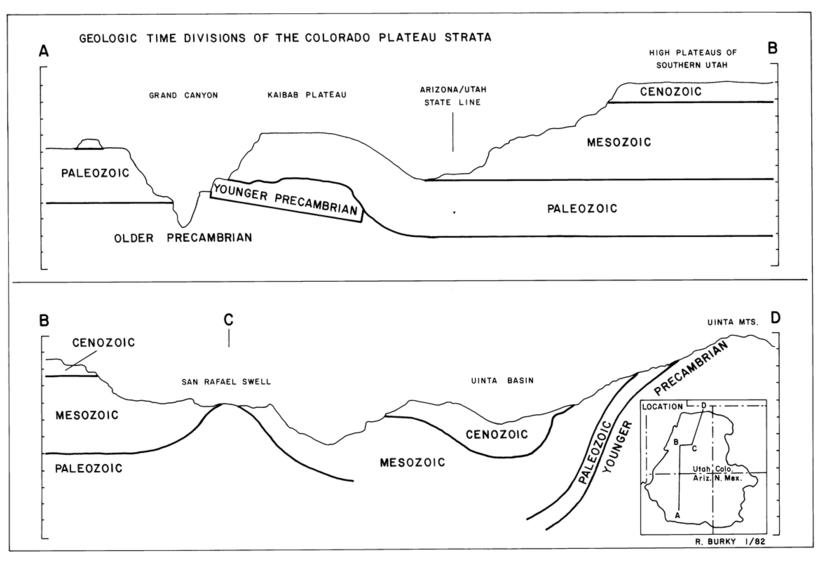 GEOLOGIC TIME DIVISIONS OF THE COLORADO PLATEAU STRATA
A
B
HIGH PLATEAUS OF
SOUTHERN UTAH
GRAND CANYON
KAIBAB PLATEAU
ARIZONA/UTAH
STATE LINE
CENOZOIC
MESOZOIC
PALEOZOIC
YOUNGER PRECAMBRIAN
PALEOZOIC
OLDER PRECAMBRIAN
B
C
D
UINTA MTS.
CENOZOIC
SAN RAFAEL SWELL
UINTA BASIN
PRECAMBRIAN
MESOZOIC
CENOZOIC
PALEOZOIC
YOUNGER
MESOZOIC
PALEOZOIC
LOCATION
D
B
C
Utah Colo.
Ariz. N. Mex.
A
R. BURKY 1/82